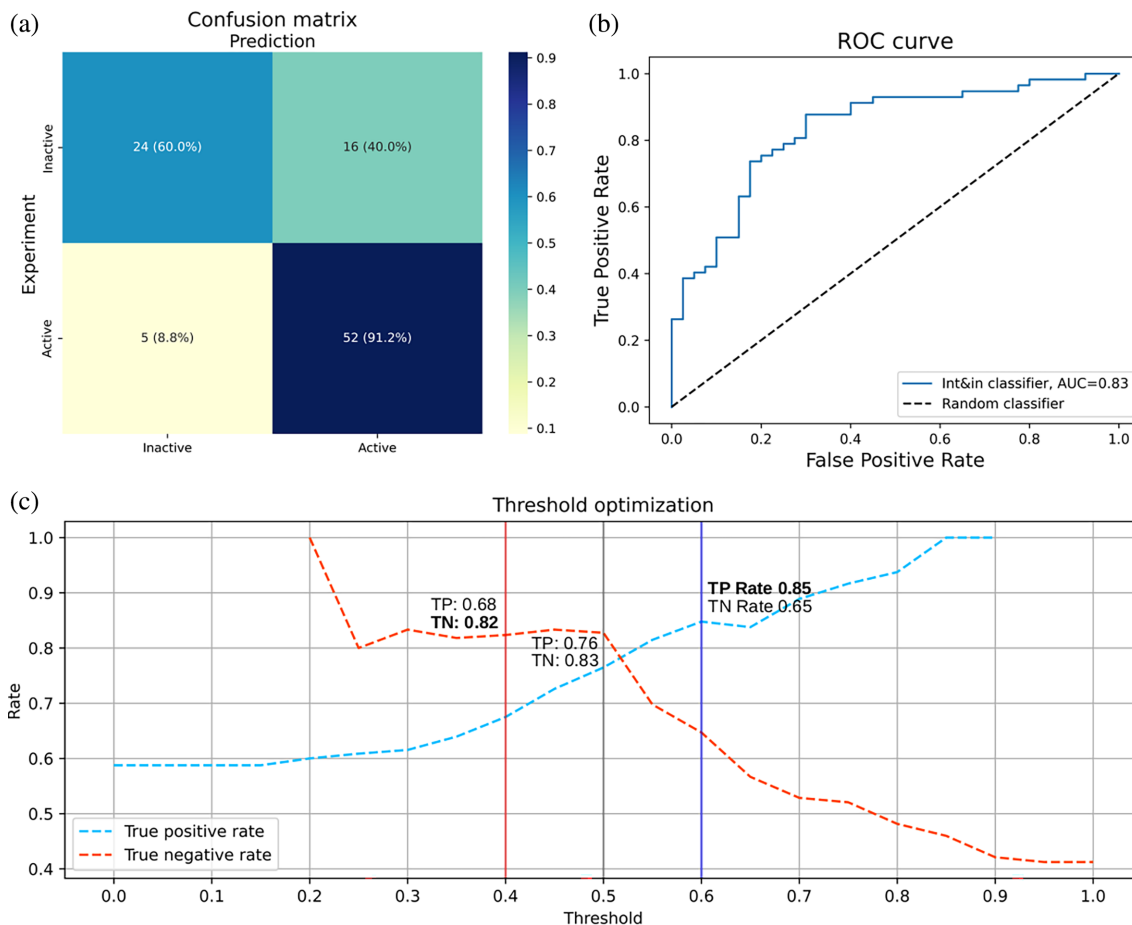 (a)
Confusion matrix
Prediction
Experiment
Inactive
Active
24 (60.0%)
16 (40.0%)
5 (8.8%)
52 (91.2%)
Inactive
Active
0.9
0.8
0.7
0.6
0.5
0.4
0.3
0.2
0.1
(b)
ROC curve
True Positive Rate
1.0
0.8
0.6
0.4
0.2
0.0
Int&in classifier, AUC=0.83
Random classifier
0.0
0.2
0.4
0.6
0.8
1.0
False Positive Rate
(c)
Threshold optimization
Rate
1.0
0.9
0.8
0.7
0.6
0.5
0.4
TP: 0.68
TN: 0.82
TP: 0.76
TN: 0.83
TP Rate 0.85
TN Rate 0.65
True positive rate
True negative rate
0.0
0.1
0.2
0.3
0.4
0.5
0.6
0.7
0.8
0.9
1.0
Threshold